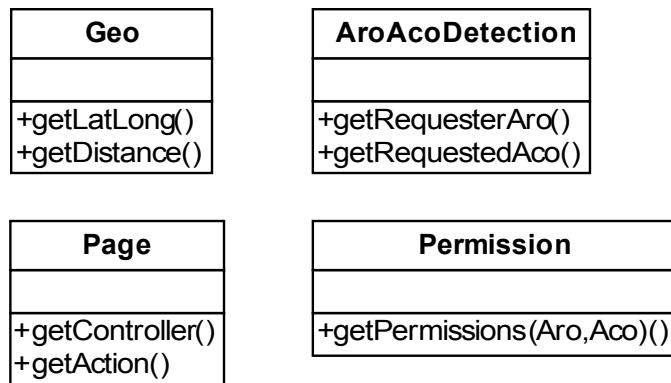 Geo
+getLatLong()
+getDistance()
AroAcoDetection
+getRequesterAro()
+getRequestedAco()
Page
+getController()
+getAction()
Permission
+getPermissions(Aro,Aco)()